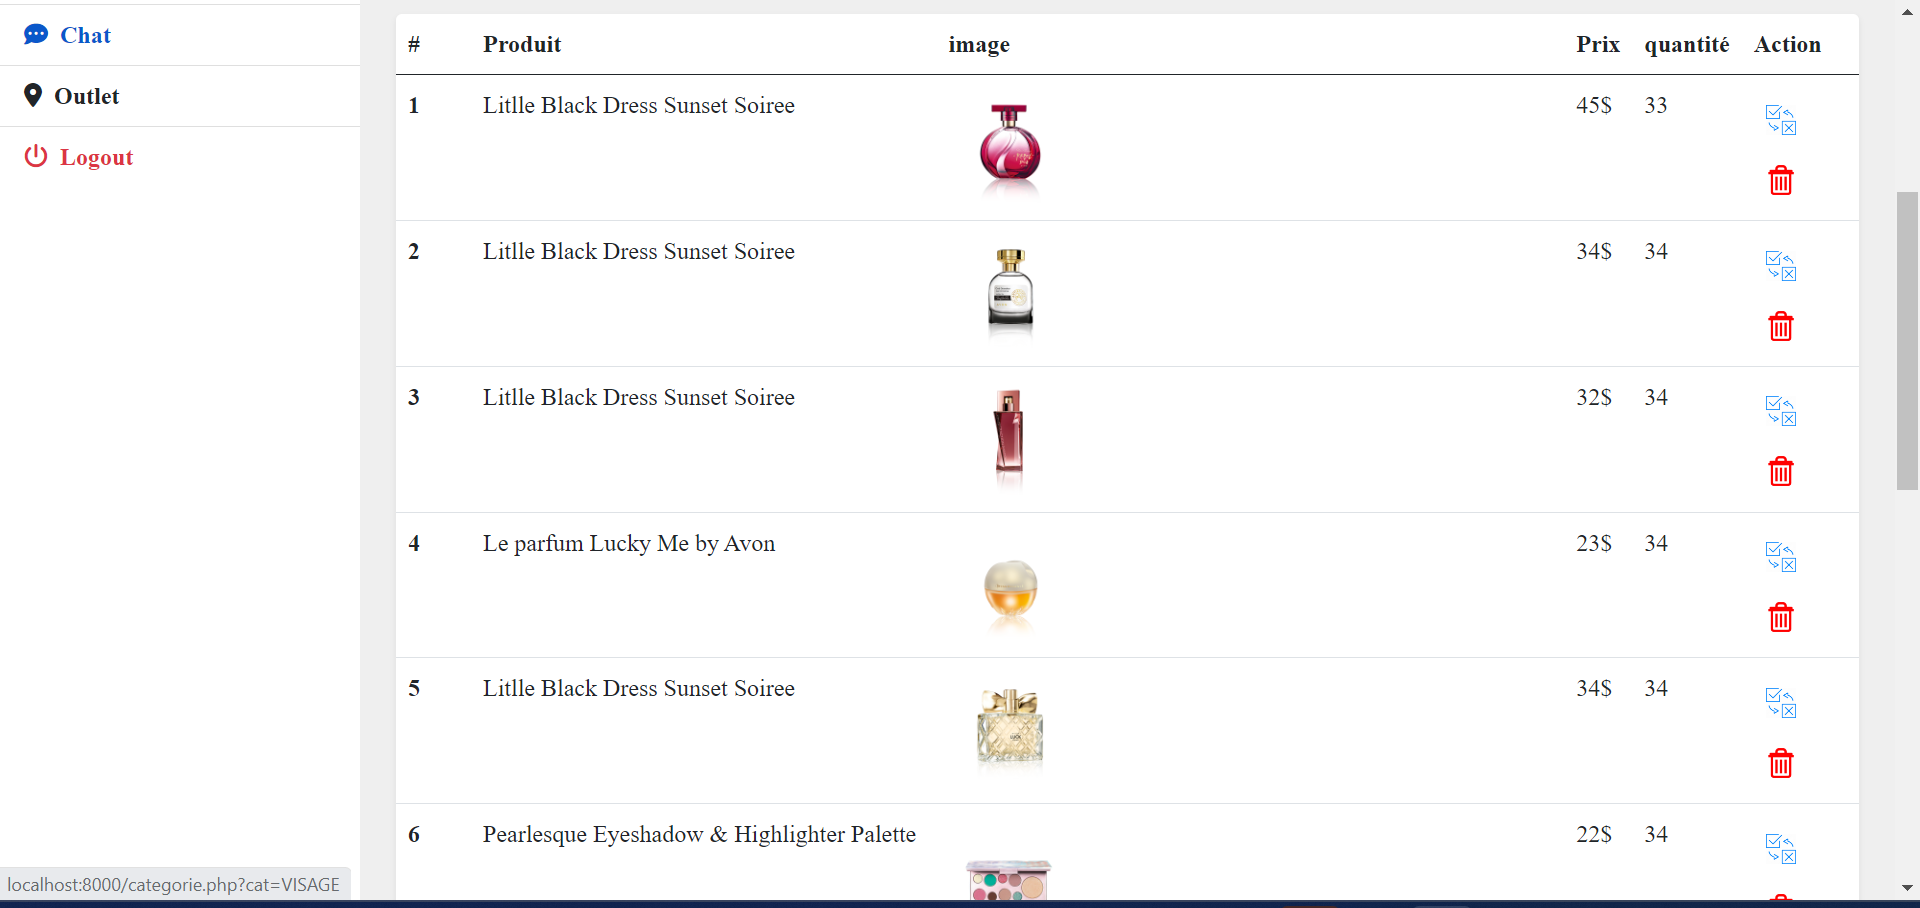 Chat
Outlet
Logout
# Produit image Prix quantité Action
1 Litlle Black Dress Sunset Soiree 45$ 33
2 Litlle Black Dress Sunset Soiree 34$ 34
3 Litlle Black Dress Sunset Soiree 32$ 34
4 Le parfum Lucky Me by Avon 23$ 34
5 Litlle Black Dress Sunset Soiree 34$ 34
LUCK
6 Pearlesque Eyeshadow & Highlighter Palette 22$ 34
localhost:8000/categorie.php?cat=VISAGE